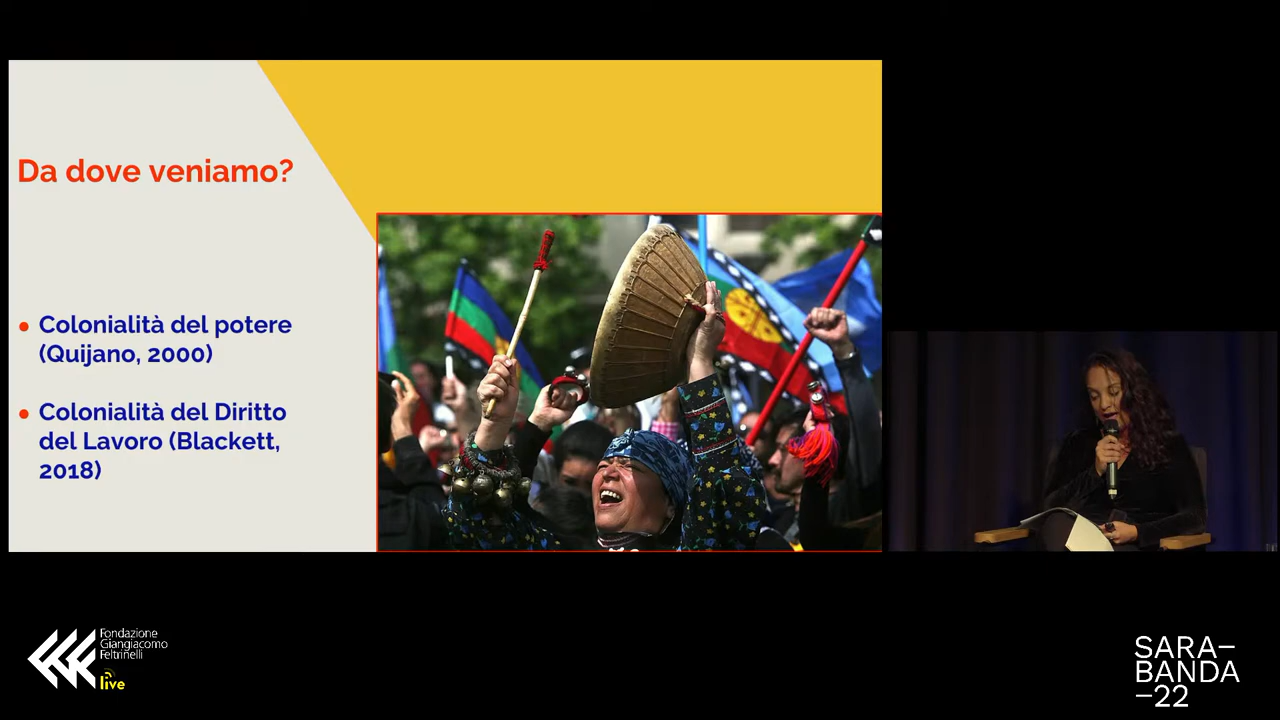 Da dove veniamo?
● Colonialità del potere
(Quijano, 2000)
● Colonialità del Diritto
del Lavoro (Blackett,
2018)
Fondazione
Giangiacomo
Feltrinelli
live
SARA–
BANDA
–22